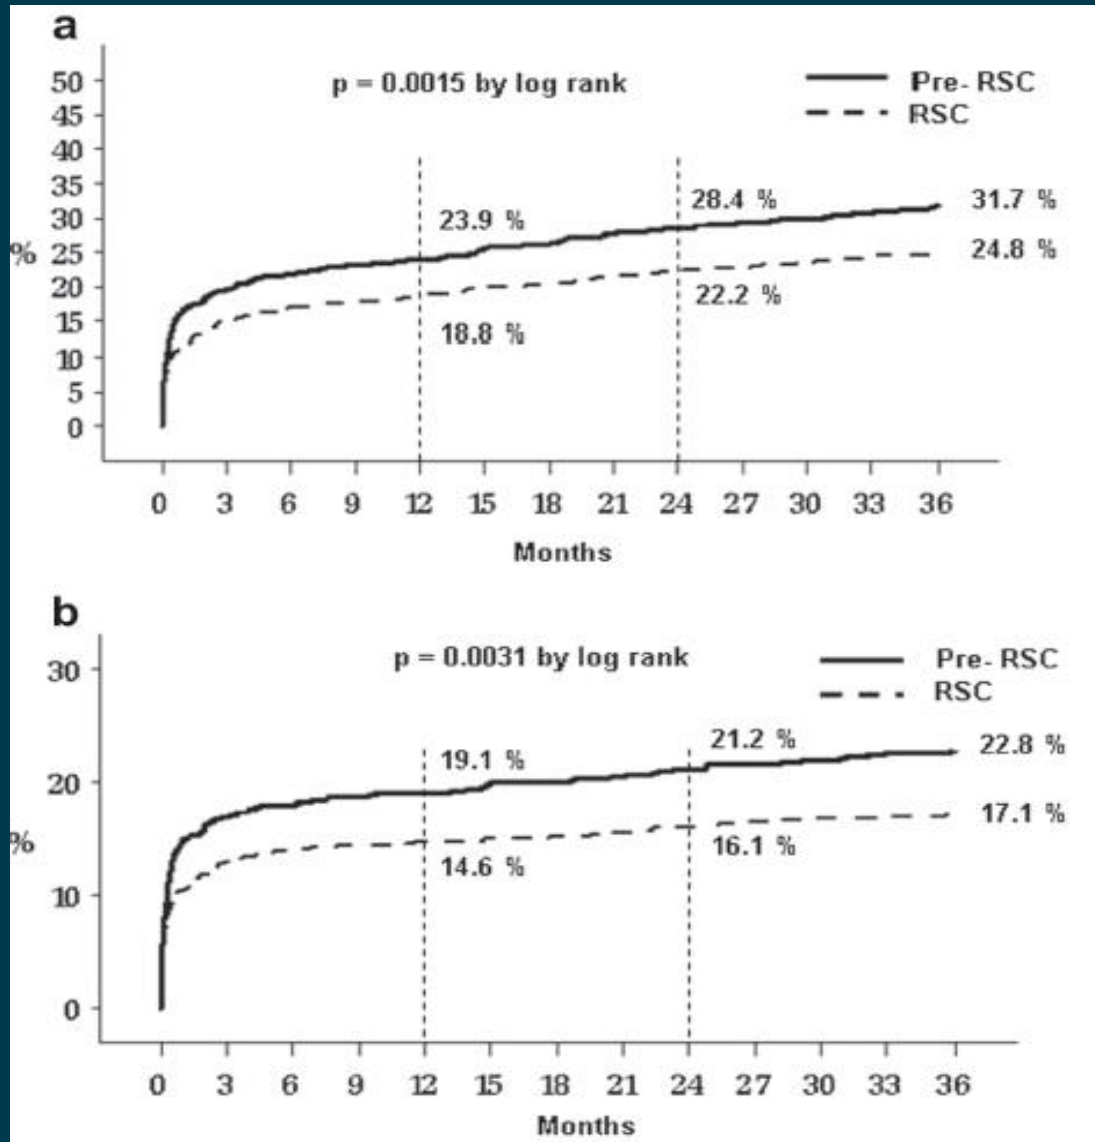 a
p = 0.0015 by log rank
Pre- RSC
RSC
50
45
40
35
30
25
20
15
10
5
0
%
23.9 %
28.4 %
31.7 %
24.8 %
22.2 %
18.8 %
0 3 6 9 12 15 18 21 24 27 30 33 36
Months
b
p = 0.0031 by log rank
Pre- RSC
RSC
30
20
10
0
%
19.1 %
21.2 %
22.8 %
17.1 %
16.1 %
14.6 %
0 3 6 9 12 15 18 21 24 27 30 33 36
Months